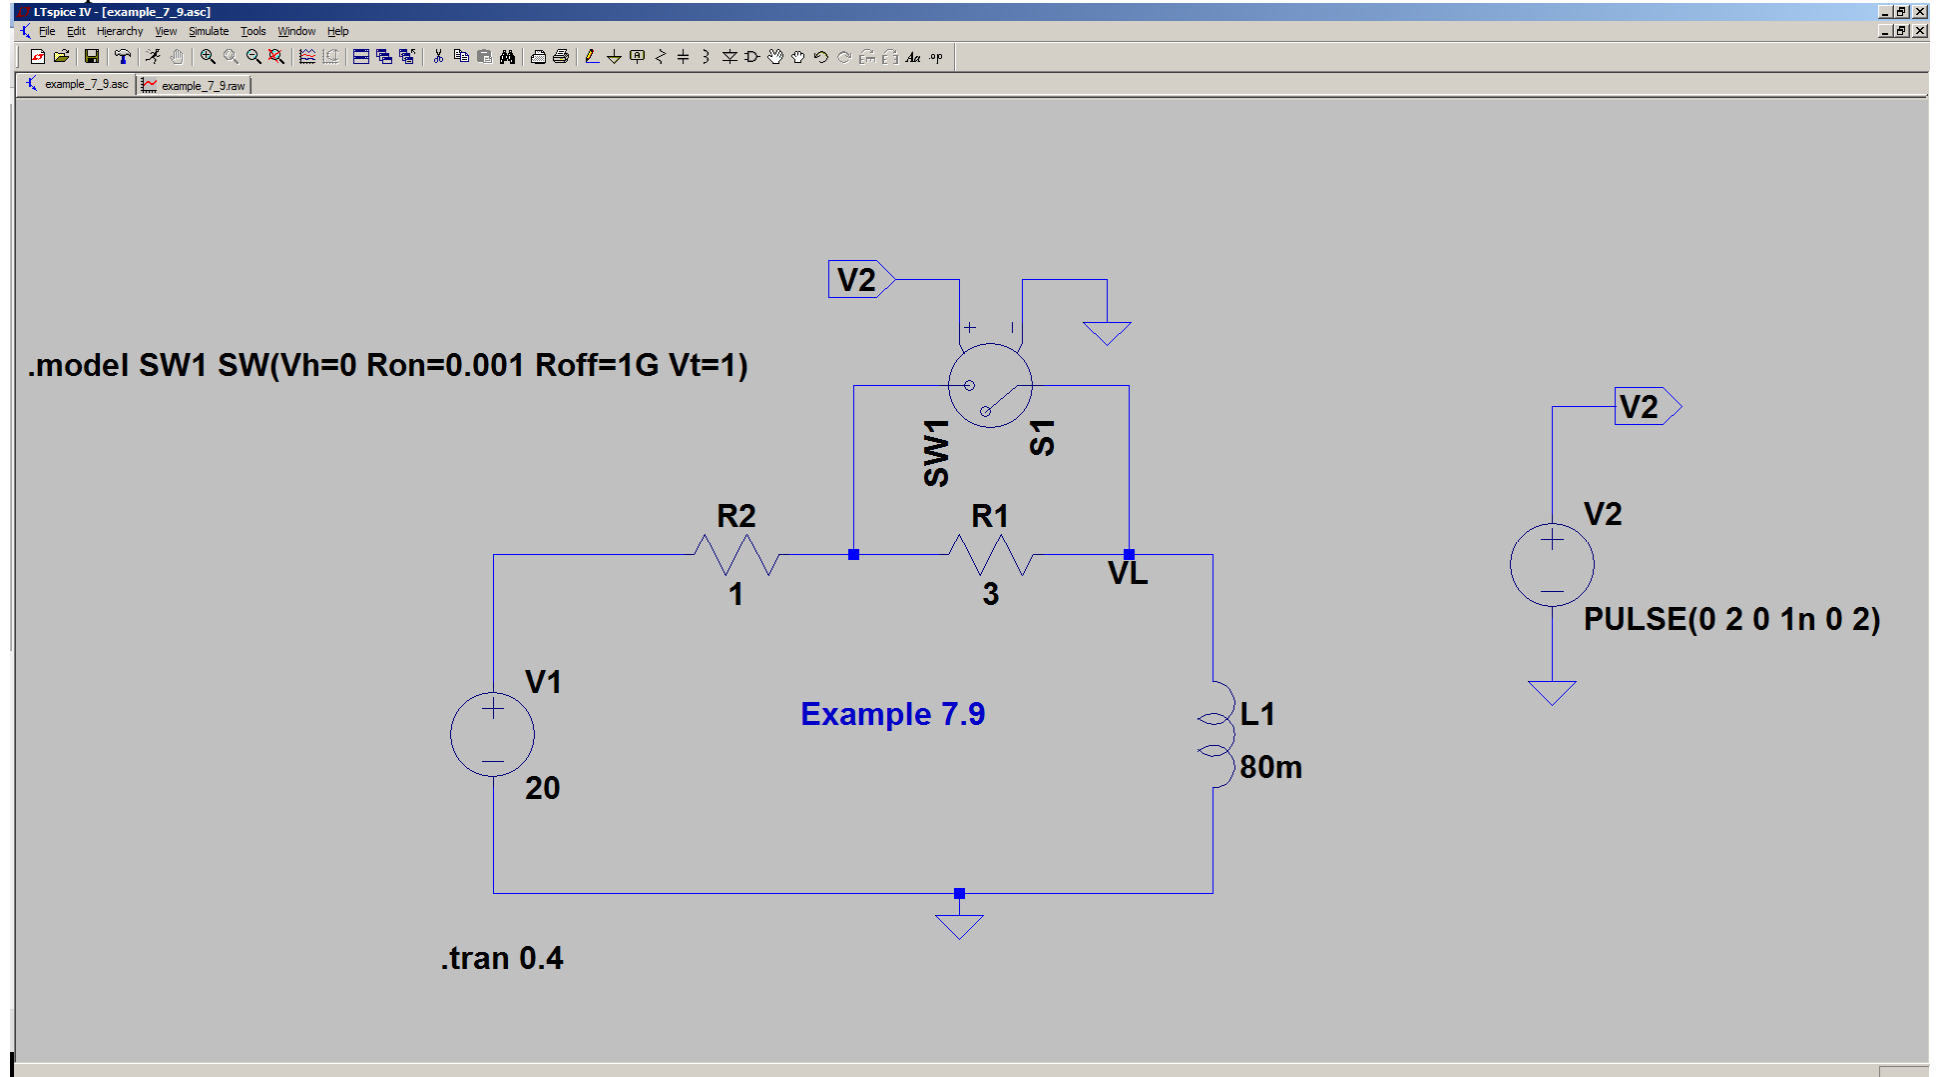 LTspice IV - [example_7_9.asc]
File Edit Hierarchy View Simulate Tools Window Help
Aa .op
example_7_9.asc example_7_9.raw
V2
+
.model SW1 SW(Vh=0 Ron=0.001 Roff=1G Vt=1)
SW1
S1
V2
R2
R1
V2
1
3
VL
PULSE(0 2 0 1n 0 2)
V1
Example 7.9
L1
80m
20
.tran 0.4